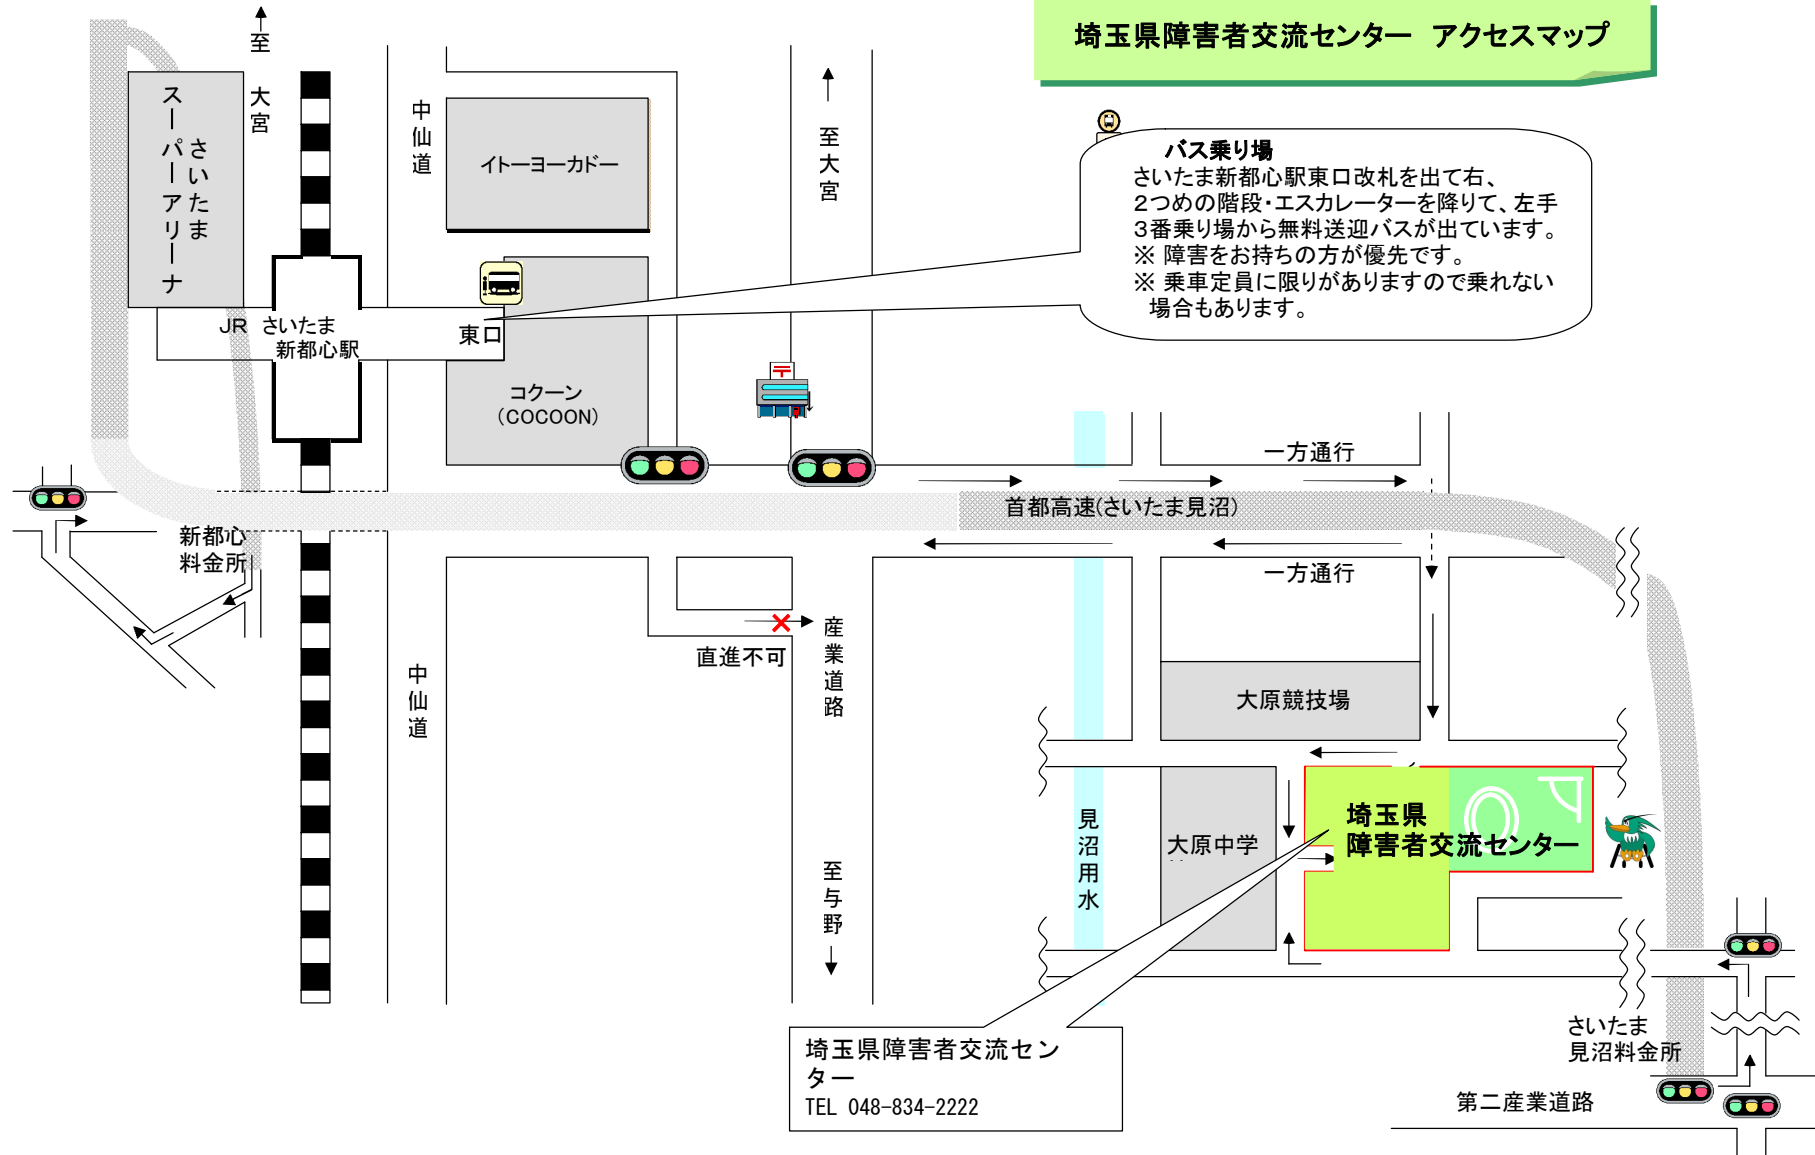 埼玉県障害者交流センター アクセスマップ
至 大宮
さいたま
スーパーアリーナ
中仙道
イトーヨーカドー
至大宮
バス乗り場
さいたま新都心駅東口改札を出て右、
2つめの階段・エスカレーターを降りて、左手
3番乗り場から無料送迎バスが出ています。
※ 障害をお持ちの方が優先です。
※ 乗車定員に限りがありますので乗れない
場合もあります。
JR さいたま
新都心駅
東口
コクーン
(COCOON)
〒
一方通行
首都高速(さいたま見沼)
新都心
料金所
一方通行
直進不可
産業道路
中仙道
大原競技場
見沼用水
大原中学
埼玉県
障害者交流センター
至与野
埼玉県障害者交流セン
ター
TEL 048-834-2222
さいたま
見沼料金所
第二産業道路